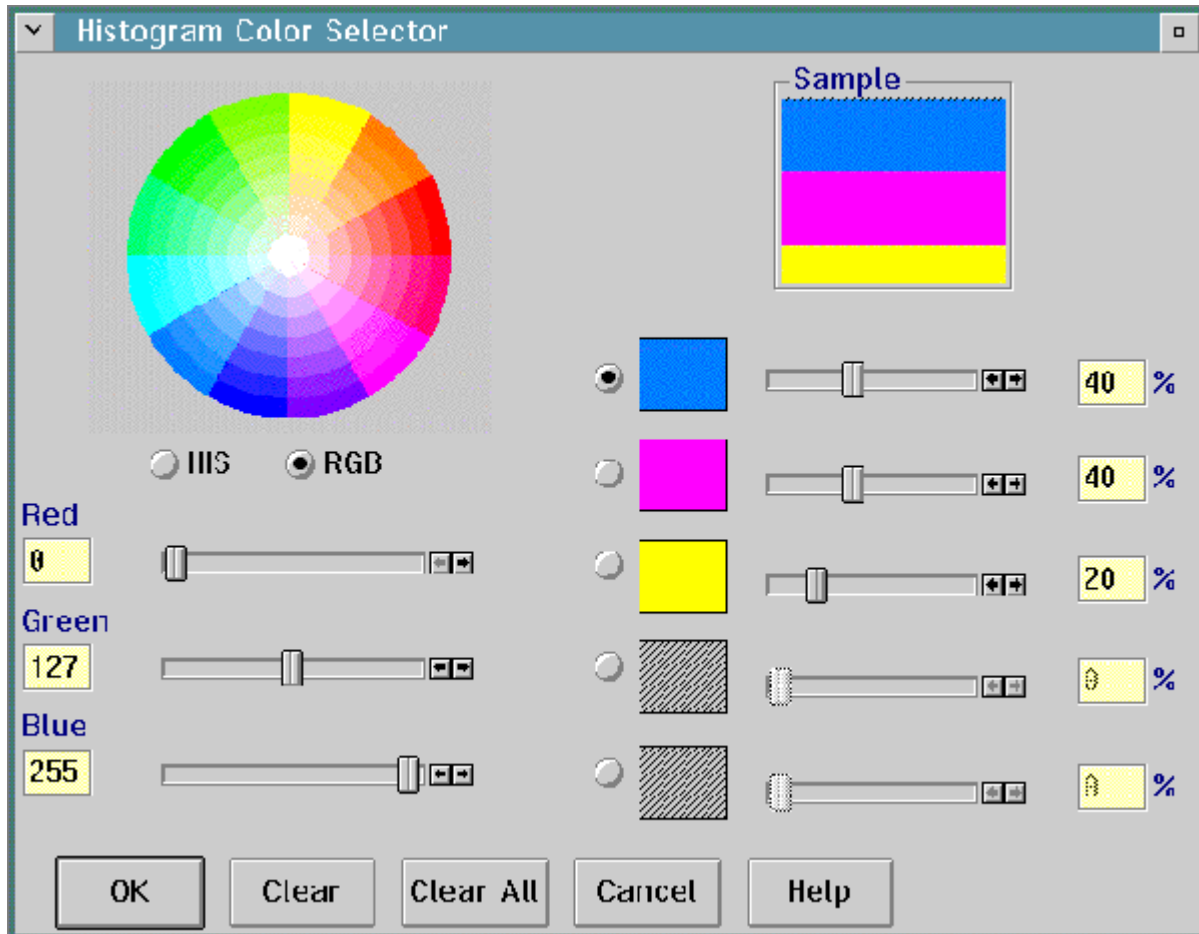 Histogram Color Selector
Sample
40 %
RGB
40 %
Red
0
20 %
Green
127
0 %
Blue
255
%
OK
Clear
Clear All
Cancel
Help